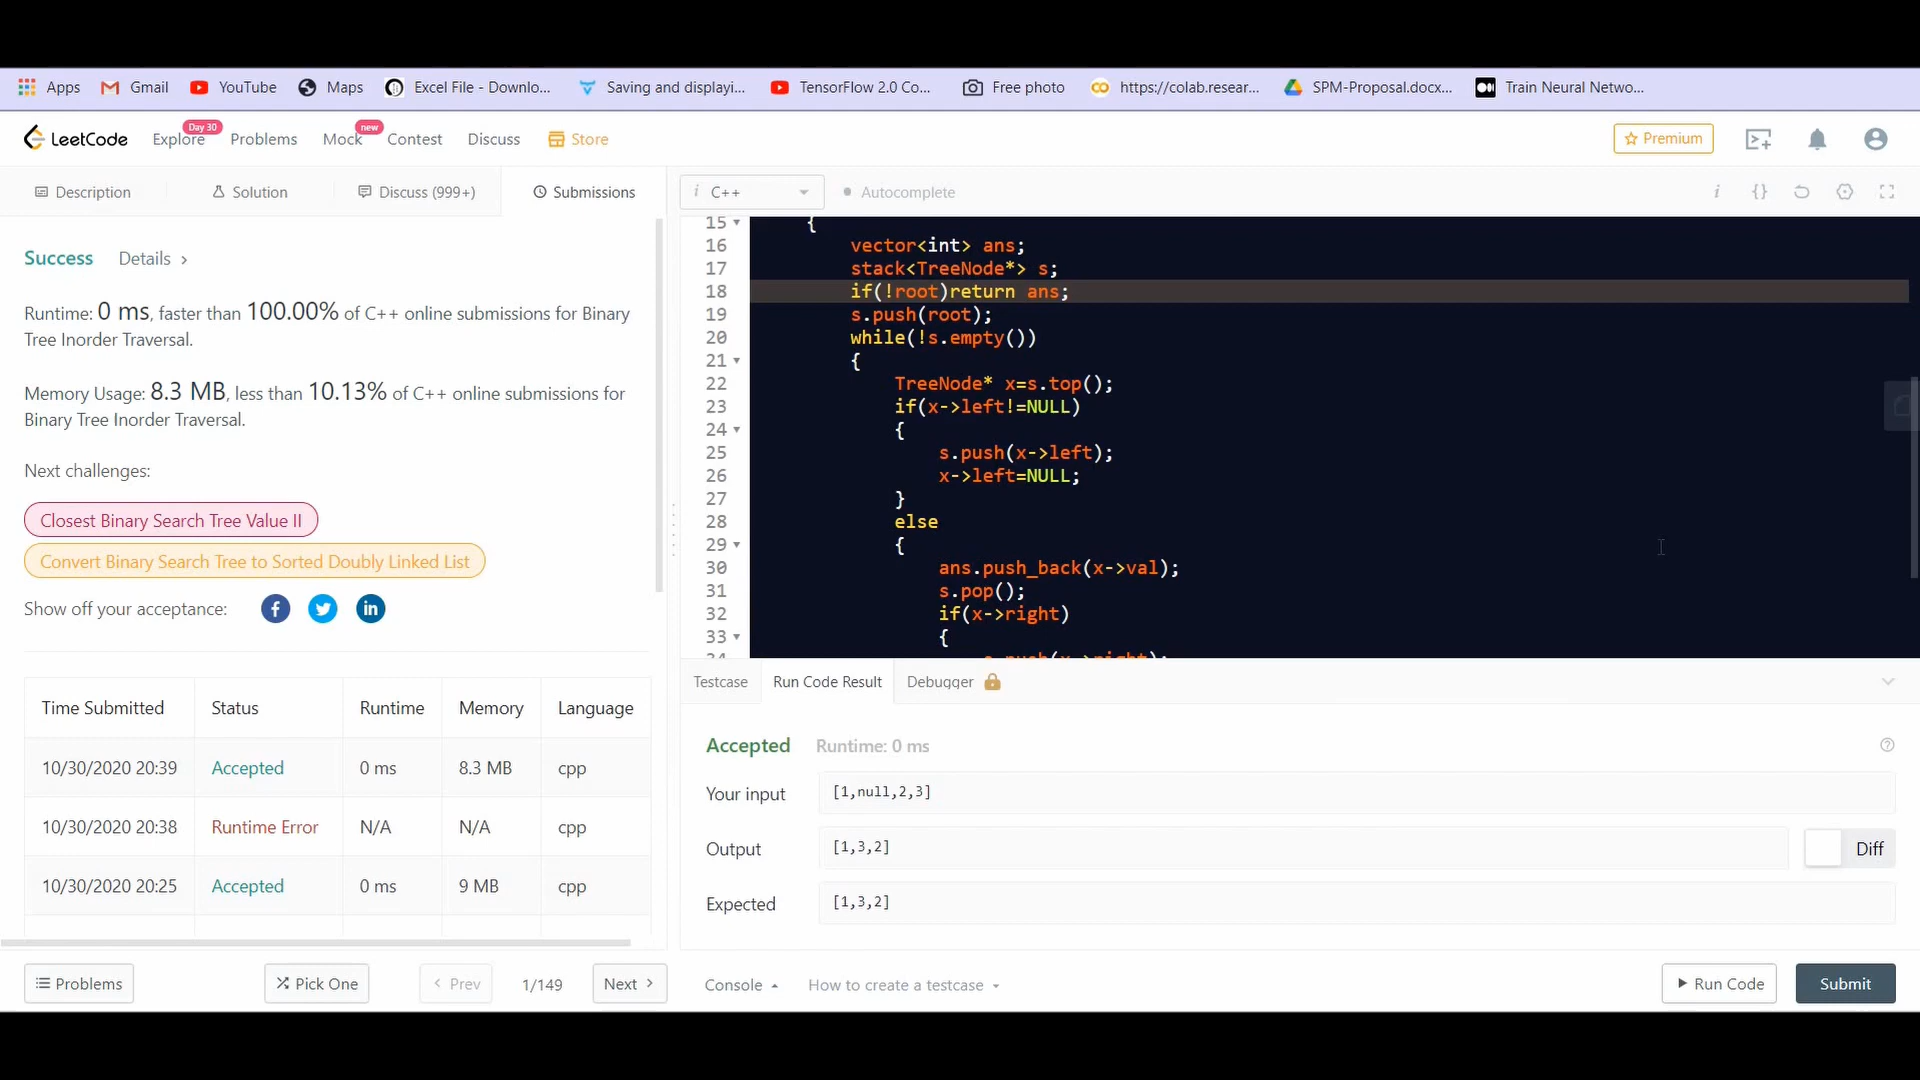 Apps Gmail YouTube Maps Excel File - Downlo... Saving and displayi... TensorFlow 2.0 Co... Free photo https://colab.resear... SPM-Proposal.docx... Train Neural Netwo...
LeetCode Explore Day 30 Problems Mock new Contest Discuss Store Premium
Description Solution Discuss (999+) Submissions
i C++ Autocomplete
Success Details >
Runtime: 0 ms, faster than 100.00% of C++ online submissions for Binary
Tree Inorder Traversal.
Memory Usage: 8.3 MB, less than 10.13% of C++ online submissions for
Binary Tree Inorder Traversal.
Next challenges:
Closest Binary Search Tree Value II
Convert Binary Search Tree to Sorted Doubly Linked List
Show off your acceptance:
Time Submitted Status Runtime Memory Language
10/30/2020 20:39 Accepted 0 ms 8.3 MB cpp
10/30/2020 20:38 Runtime Error N/A N/A cpp
10/30/2020 20:25 Accepted 0 ms 9 MB cpp
15 {
16 vector<int> ans;
17 stack<TreeNode*> s;
18 if(!root)return ans;
19 s.push(root);
20 while(!s.empty())
21 {
22 TreeNode* x=s.top();
23 if(x->left!=NULL)
24 {
25 s.push(x->left);
26 x->left=NULL;
27 }
28 else
29 {
30 ans.push_back(x->val);
31 s.pop();
32 if(x->right)
33 {
34 s.push(x->right);
Testcase Run Code Result Debugger
Accepted Runtime: 0 ms
Your input [1,null,2,3]
Output [1,3,2] Diff
Expected [1,3,2]
Problems Pick One < Prev 1/149 Next >
Console How to create a testcase Run Code Submit